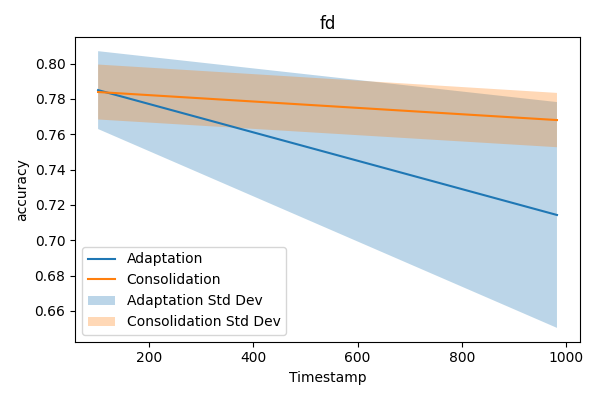 fd
0.80
0.78
0.76
0.74
0.72
0.70
0.68
0.66
accuracy
Adaptation
Consolidation
Adaptation Std Dev
Consolidation Std Dev
200
400
600
800
1000
Timestamp